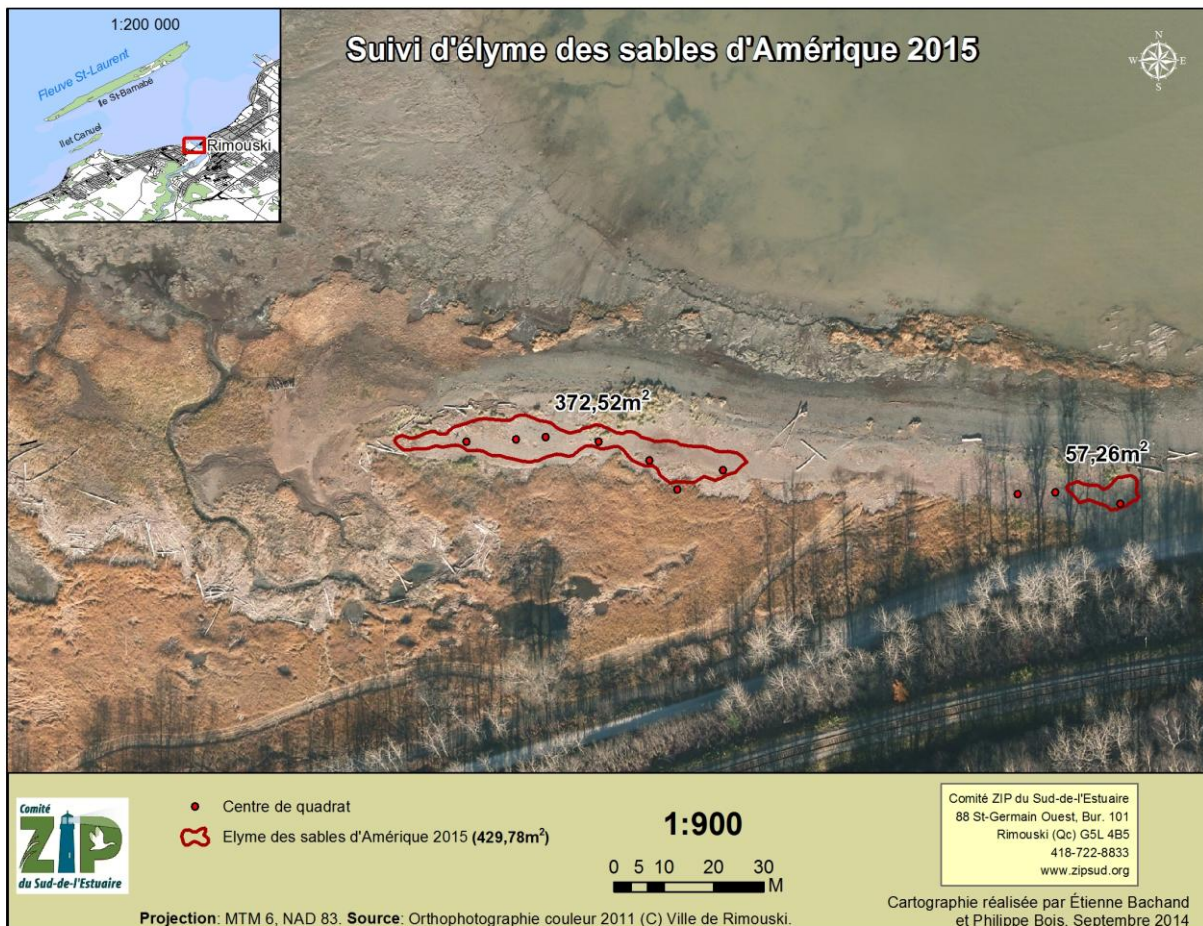 1:200 000
Fleuve St-Laurent
Ile St-Barnabé
Ilet Canuel
Rimouski
Suivi d'élyme des sables d'Amérique 2015
N
W E
S
372,52m²
57,26m²
Comité
ZIP
du Sud-de-l'Estuaire
Centre de quadrat
Elyme des sables d'Amérique 2015 (429,78m²)
1:900
0 5 10 20 30
M
Comité ZIP du Sud-de-l'Estuaire
88 St-Germain Ouest, Bur. 101
Rimouski (Qc) G5L 4B5
418-722-8833
www.zipsud.org
Projection: MTM 6, NAD 83. Source: Orthophotographie couleur 2011 (C) Ville de Rimouski.
Cartographie réalisée par Étienne Bachand
et Philippe Bois, Septembre 2014